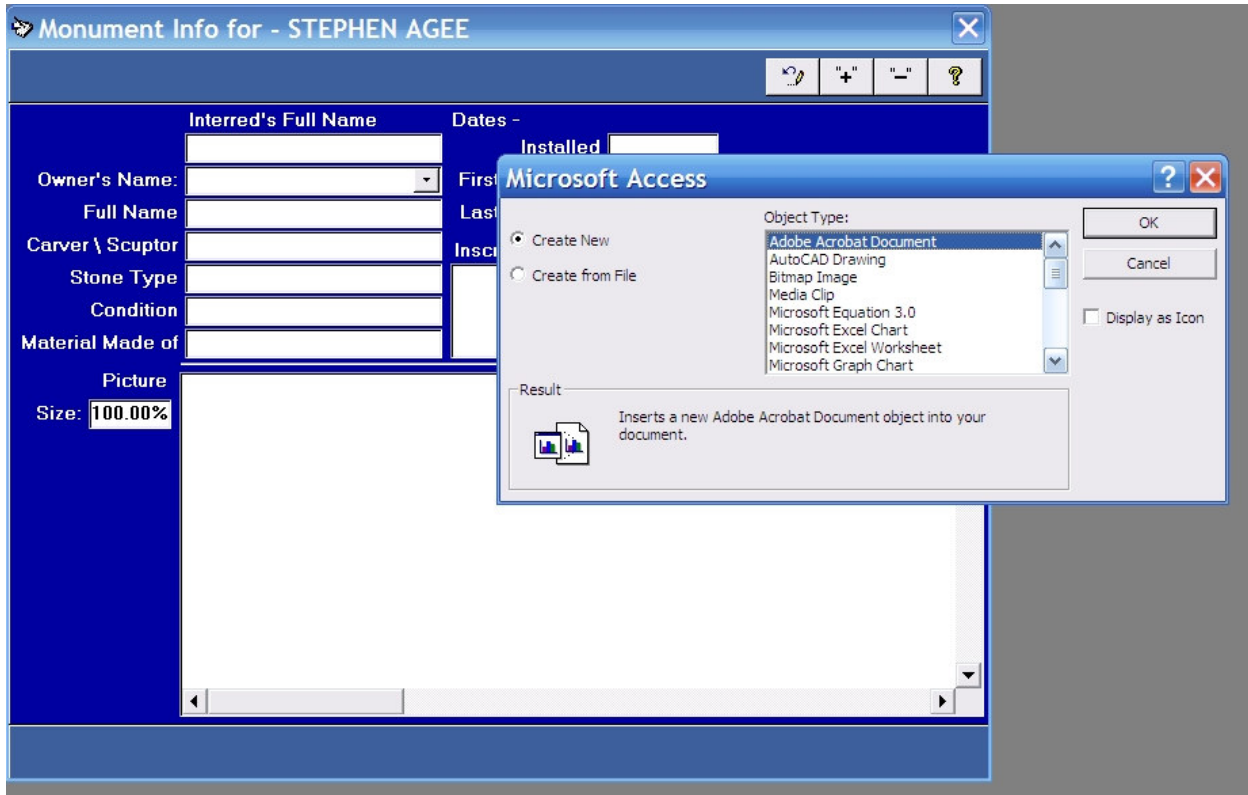 Monument Info for - STEPHEN AGEE
"+" "−" ?
Interred's Full Name Dates -
Installed
Owner's Name: First
Full Name Last
Carver \ Scuptor Inscr
Stone Type
Condition
Material Made of
Picture
Size: 100.00%
Microsoft Access ?
Object Type:
Create New
Create from File
Adobe Acrobat Document
AutoCAD Drawing
Bitmap Image
Media Clip
Microsoft Equation 3.0
Microsoft Excel Chart
Microsoft Excel Worksheet
Microsoft Graph Chart
OK
Cancel
Display as Icon
Result
Inserts a new Adobe Acrobat Document object into your
document.